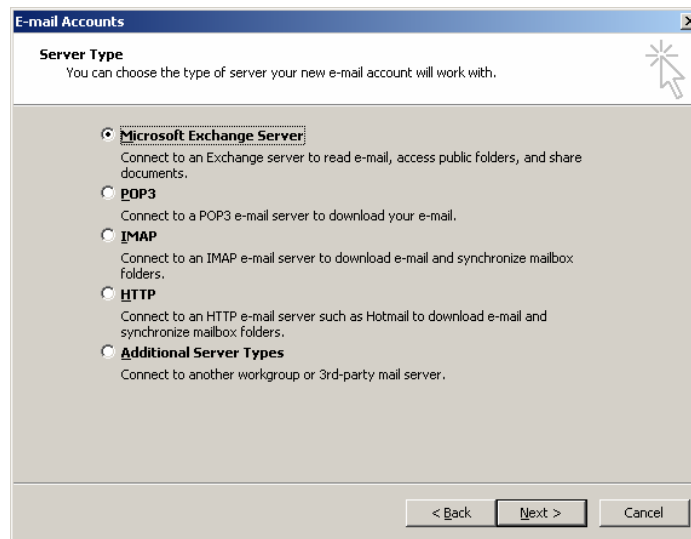 E-mail Accounts
Server Type
You can choose the type of server your new e-mail account will work with.
Microsoft Exchange Server
Connect to an Exchange server to read e-mail, access public folders, and share
documents.
POP3
Connect to a POP3 e-mail server to download your e-mail.
IMAP
Connect to an IMAP e-mail server to download e-mail and synchronize mailbox
folders.
HTTP
Connect to an HTTP e-mail server such as Hotmail to download e-mail and
synchronize mailbox folders.
Additional Server Types
Connect to another workgroup or 3rd-party mail server.
< Back Next > Cancel